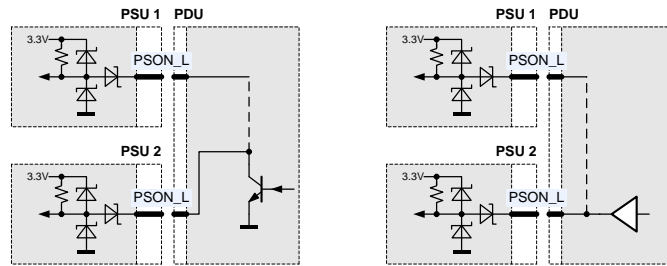 PSU 1 PDU
3.3V
PSON_L
PSU 2
3.3V
PSON_L
PSU 1 PDU
3.3V
PSON_L
PSU 2
3.3V
PSON_L